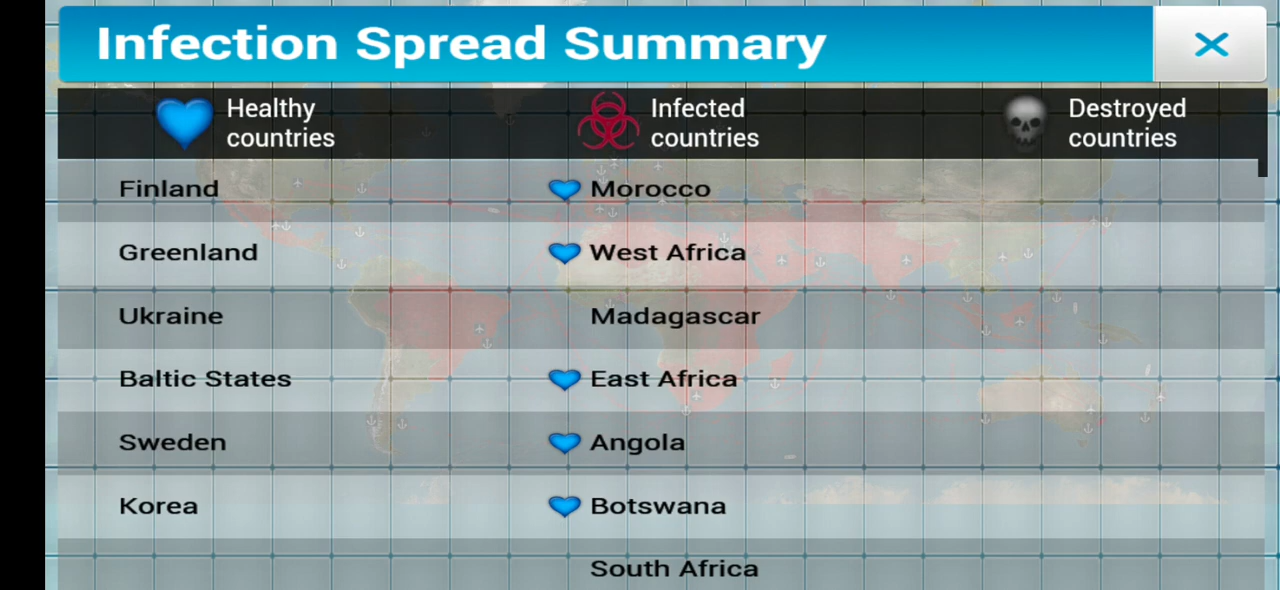 Infection Spread Summary
Healthy
countries
Infected
countries
Destroyed
countries
Finland
Morocco
Greenland
West Africa
Ukraine
Madagascar
Baltic States
East Africa
Sweden
Angola
Korea
Botswana
South Africa